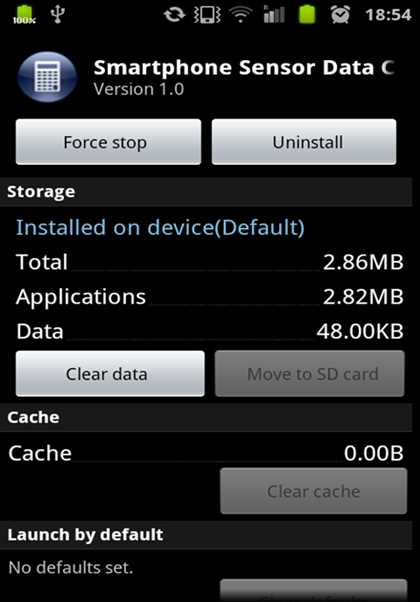 100%
R
18:54
Smartphone Sensor Data C
Version 1.0
Force stop
Uninstall
Storage
Installed on device(Default)
Total 2.86MB
Applications 2.82MB
Data 48.00KB
Clear data
Move to SD card
Cache
Cache 0.00B
Clear cache
Launch by default
No defaults set.
Clear defaults